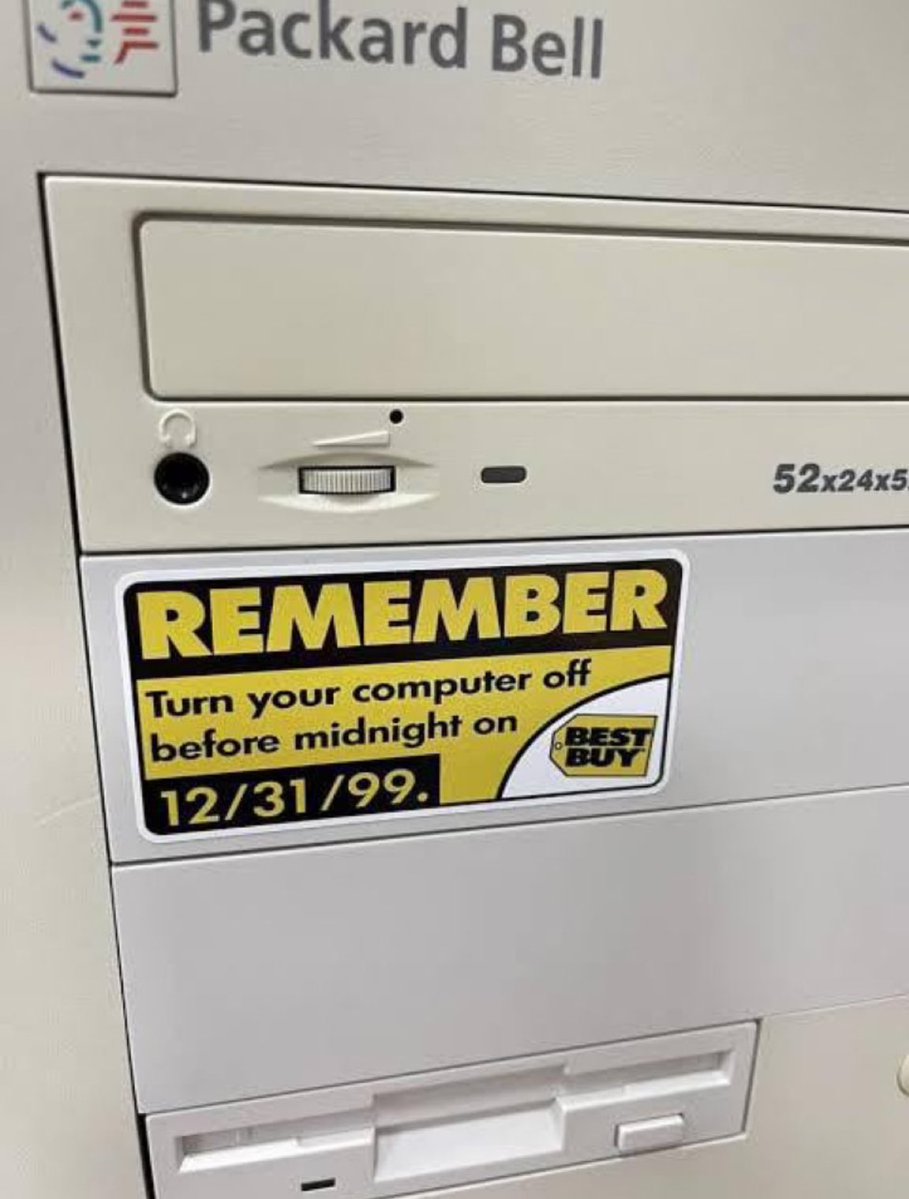 Packard Bell
52x24x5
REMEMBER
Turn your computer off
before midnight on
12/31/99.
BEST
BUY